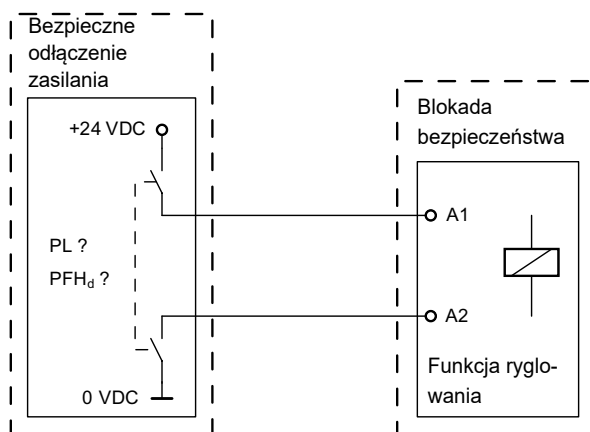 Bezpieczne
odłączenie
zasilania
+24 VDC
PL ?
PFHd ?
0 VDC
Blokada
bezpieczeństwa
A1
A2
Funkcja ryglo-
wania